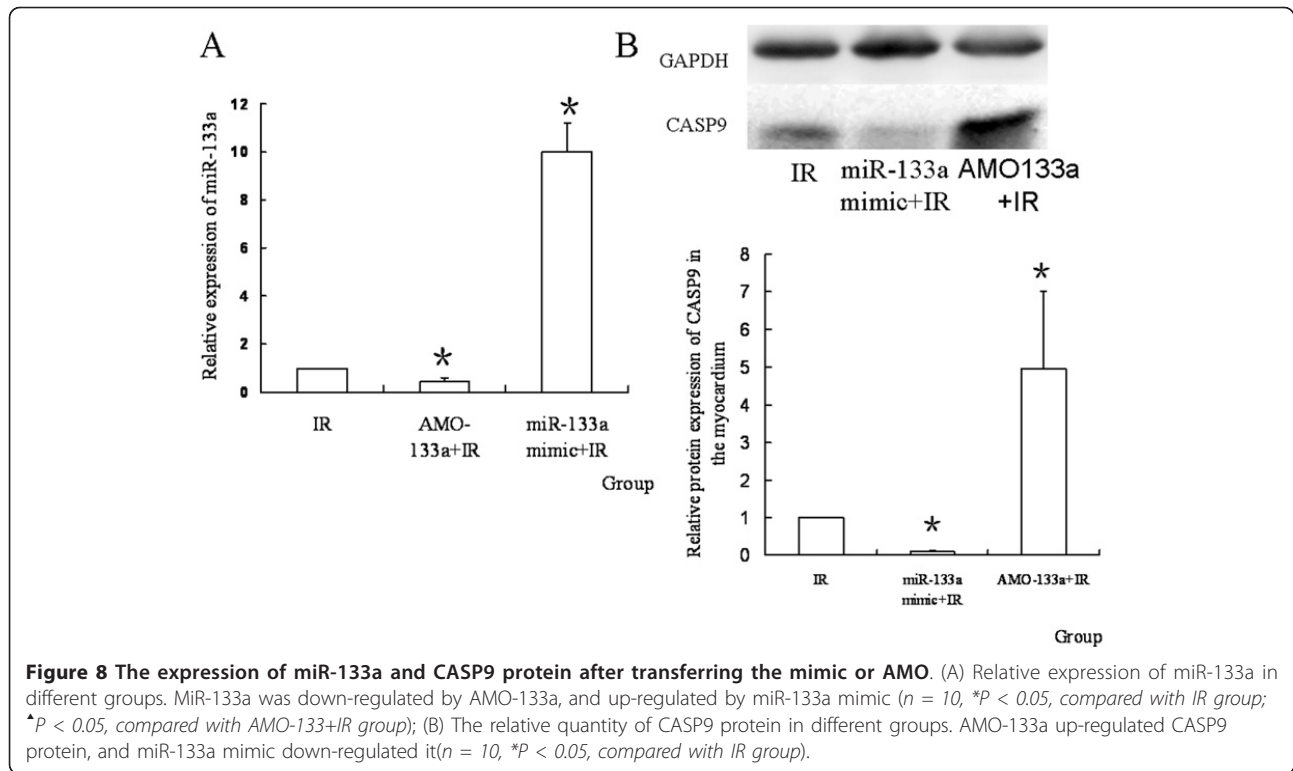 A
Relative expression of miR-133a
12
10
8
6
4
2
0
*
*
IR
AMO-
133a+IR
miR-133a
mimic+IR
Group
B
GAPDH
CASP9
IR
miR-133a
mimic+IR
AMO133a
+IR
Relative protein expression of CASP9 in
the myocardium
8
7
6
5
4
3
2
1
0
*
*
IR
miR-133a
mimic+IR
AMO-133a+IR
Group
Figure 8 The expression of miR-133a and CASP9 protein after transferring the mimic or AMO. (A) Relative expression of miR-133a in
different groups. MiR-133a was down-regulated by AMO-133a, and up-regulated by miR-133a mimic (n = 10, *P < 0.05, compared with IR group;
▲P < 0.05, compared with AMO-133+IR group); (B) The relative quantity of CASP9 protein in different groups. AMO-133a up-regulated CASP9
protein, and miR-133a mimic down-regulated it(n = 10, *P < 0.05, compared with IR group).